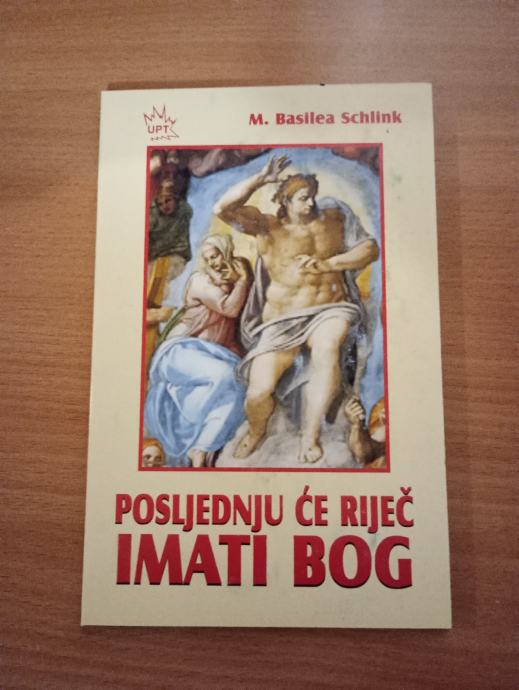 UPT
M. Basilea Schlink
POSLJEDNJU ĆE RIJEČ
IMATI BOG